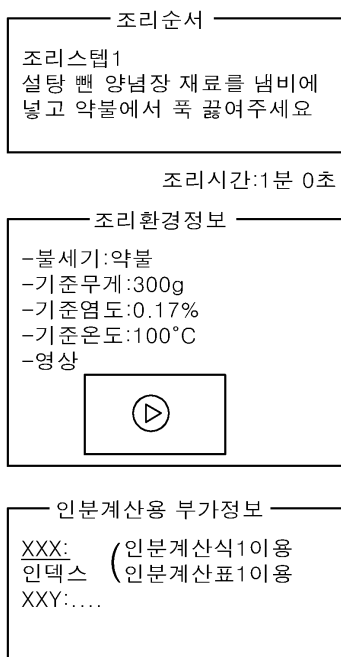 조리순서
조리스텝1
설탕 뺀 양념장 재료를 냄비에
넣고 약불에서 푹 끓여주세요
조리시간:1분 0초
조리환경정보
-불세기:약불
-기준무게:300g
-기준염도:0.17%
-기준온도:100°C
-영상
인분계산용 부가정보
XXX: (인분계산식1이용
인덱스 인분계산표1이용
XXY:....